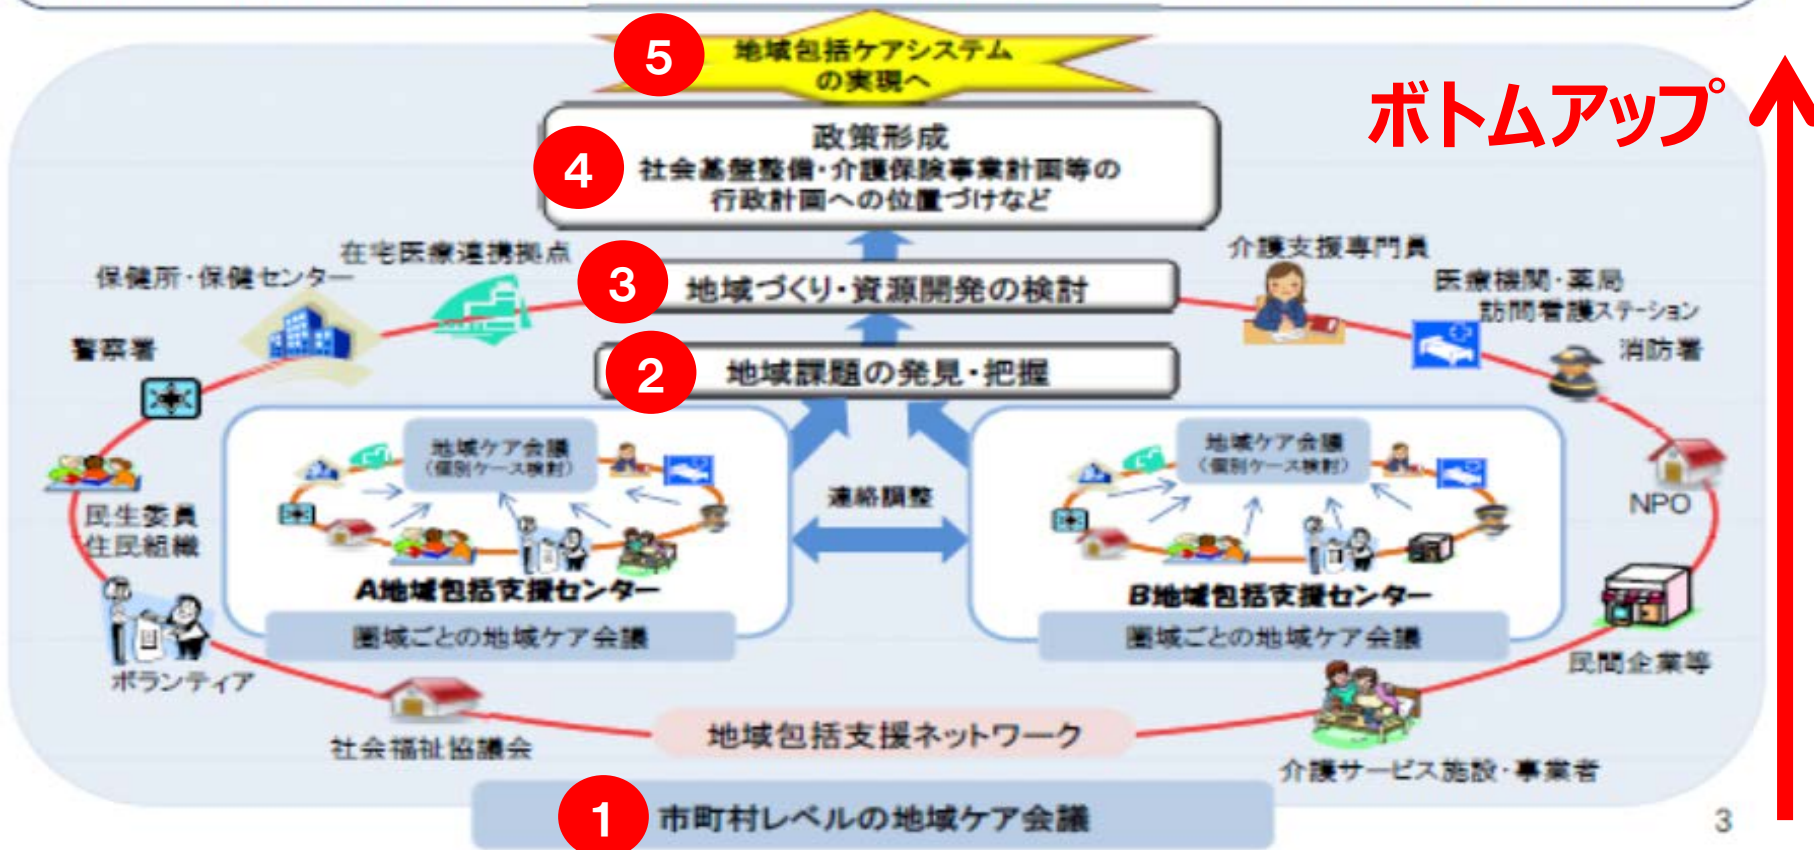 5
地域包括ケアシステム
の実現へ
ボトムアップ
4
政策形成
社会基盤整備・介護保険事業計画等の
行政計画への位置づけなど
在宅医療連携拠点
保健所・保健センター
警察署
3
地域づくり・資源開発の検討
介護支援専門員
医療機関・薬局
訪問看護ステーション
消防署
2
地域課題の発見・把握
地域ケア会議
(個別ケース検討)
連絡調整
地域ケア会議
(個別ケース検討)
民生委員
住民組織
NPO
A地域包括支援センター
B地域包括支援センター
圏域ごとの地域ケア会議
圏域ごとの地域ケア会議
ボランティア
民間企業等
社会福祉協議会
地域包括支援ネットワーク
介護サービス施設・事業者
1
市町村レベルの地域ケア会議
3